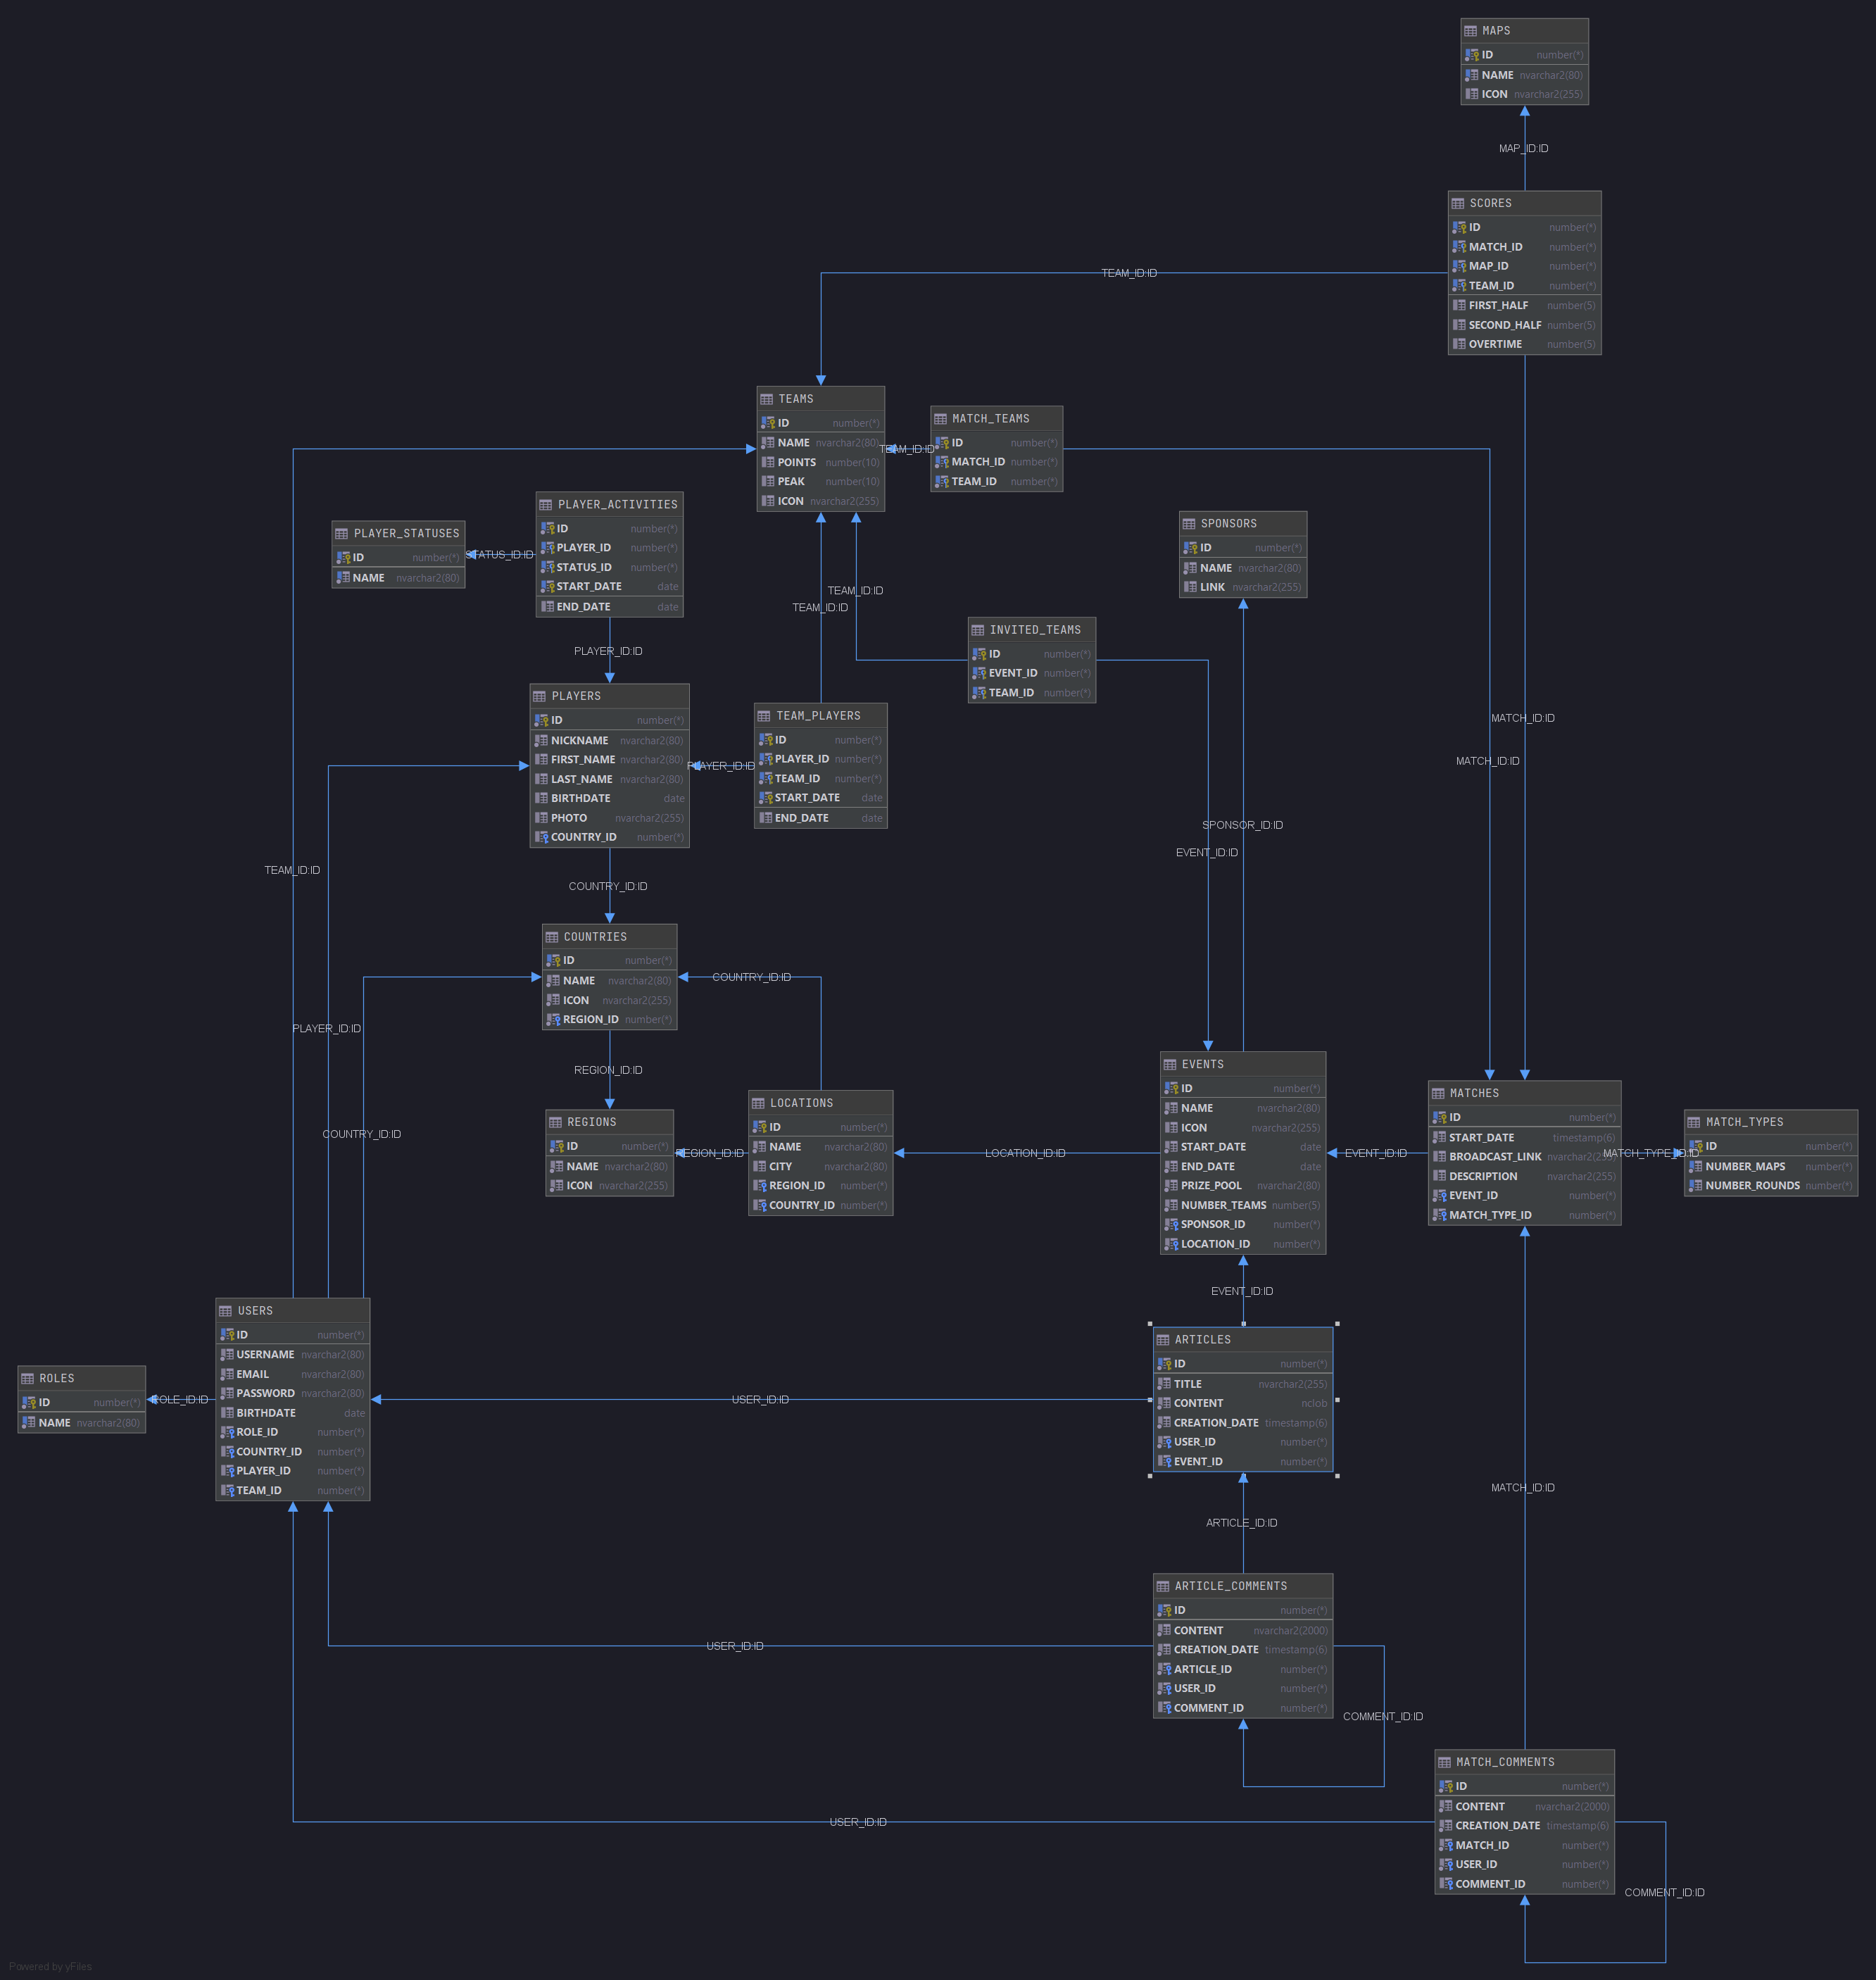 MAPS
ID number(*)
NAME nvarchar2(80)
ICON nvarchar2(255)
MAP_ID:ID
SCORES
ID number(*)
MATCH_ID number(*)
MAP_ID number(*)
TEAM_ID number(*)
FIRST_HALF number(5)
SECOND_HALF number(5)
OVERTIME number(5)
TEAM_ID:ID
TEAMS
ID number(*)
NAME nvarchar2(80)
POINTS number(10)
PEAK number(10)
ICON nvarchar2(255)
TEAM_ID:ID
MATCH_TEAMS
ID number(*)
MATCH_ID number(*)
TEAM_ID number(*)
PLAYER_STATUSES
ID number(*)
NAME nvarchar2(80)
STATUS_ID:ID
PLAYER_ACTIVITIES
ID number(*)
PLAYER_ID number(*)
STATUS_ID number(*)
START_DATE date
END_DATE date
SPONSORS
ID number(*)
NAME nvarchar2(80)
LINK nvarchar2(255)
TEAM_ID:ID
TEAM_ID:ID
INVITED_TEAMS
ID number(*)
EVENT_ID number(*)
TEAM_ID number(*)
PLAYER_ID:ID
PLAYERS
ID number(*)
NICKNAME nvarchar2(80)
FIRST_NAME nvarchar2(80)
LAST_NAME nvarchar2(80)
BIRTHDATE date
PHOTO nvarchar2(255)
COUNTRY_ID number(*)
PLAYER_ID:ID
TEAM_PLAYERS
ID number(*)
PLAYER_ID number(*)
TEAM_ID number(*)
START_DATE date
END_DATE date
MATCH_ID:ID
MATCH_ID:ID
SPONSOR_ID:ID
EVENT_ID:ID
TEAM_ID:ID
COUNTRY_ID:ID
COUNTRIES
ID number(*)
NAME nvarchar2(80)
ICON nvarchar2(255)
REGION_ID number(*)
COUNTRY_ID:ID
PLAYER_ID:ID
REGION_ID:ID
COUNTRY_ID:ID
REGIONS
ID number(*)
NAME nvarchar2(80)
ICON nvarchar2(255)
REGION_ID:ID
LOCATIONS
ID number(*)
NAME nvarchar2(80)
CITY nvarchar2(80)
REGION_ID number(*)
COUNTRY_ID number(*)
LOCATION_ID:ID
EVENTS
ID number(*)
NAME nvarchar2(80)
ICON nvarchar2(255)
START_DATE date
END_DATE date
PRIZE_POOL nvarchar2(80)
NUMBER_TEAMS number(5)
SPONSOR_ID number(*)
LOCATION_ID number(*)
EVENT_ID:ID
MATCHES
ID number(*)
START_DATE timestamp(6)
BROADCAST_LINK nvarchar2(255)
DESCRIPTION nvarchar2(255)
EVENT_ID number(*)
MATCH_TYPE_ID number(*)
MATCH_TYPE_ID:ID
MATCH_TYPES
ID number(*)
NUMBER_MAPS number(*)
NUMBER_ROUNDS number(*)
EVENT_ID:ID
USERS
ID number(*)
USERNAME nvarchar2(80)
EMAIL nvarchar2(80)
PASSWORD nvarchar2(80)
BIRTHDATE date
ROLE_ID number(*)
COUNTRY_ID number(*)
PLAYER_ID number(*)
TEAM_ID number(*)
ROLES
ID number(*)
NAME nvarchar2(80)
ROLE_ID:ID
USER_ID:ID
ARTICLES
ID number(*)
TITLE nvarchar2(255)
CONTENT nclob
CREATION_DATE timestamp(6)
USER_ID number(*)
EVENT_ID number(*)
MATCH_ID:ID
ARTICLE_ID:ID
ARTICLE_COMMENTS
ID number(*)
CONTENT nvarchar2(2000)
CREATION_DATE timestamp(6)
ARTICLE_ID number(*)
USER_ID number(*)
COMMENT_ID number(*)
USER_ID:ID
COMMENT_ID:ID
MATCH_COMMENTS
ID number(*)
CONTENT nvarchar2(2000)
CREATION_DATE timestamp(6)
MATCH_ID number(*)
USER_ID number(*)
COMMENT_ID number(*)
USER_ID:ID
COMMENT_ID:ID
Powered by yFiles